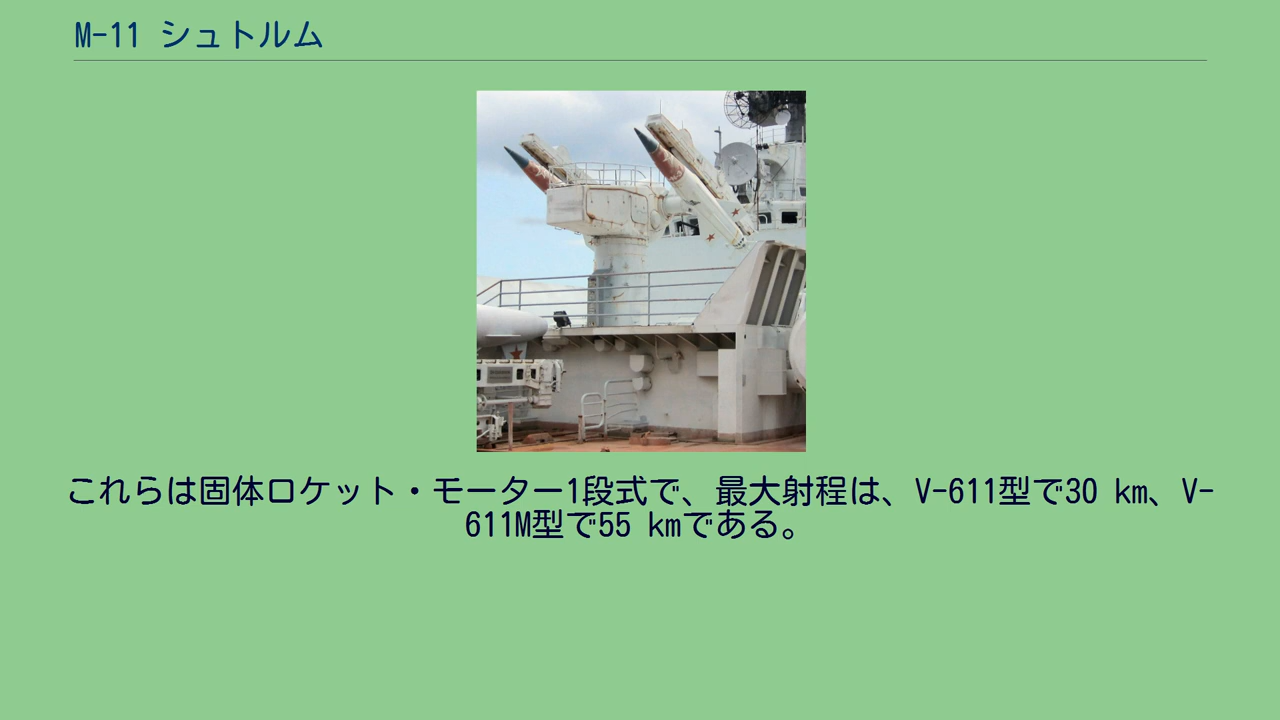 M-11 シュトルム
これらは固体ロケット・モーター1段式で、最大射程は、V-611型で30 km、V-
611M型で55 kmである。